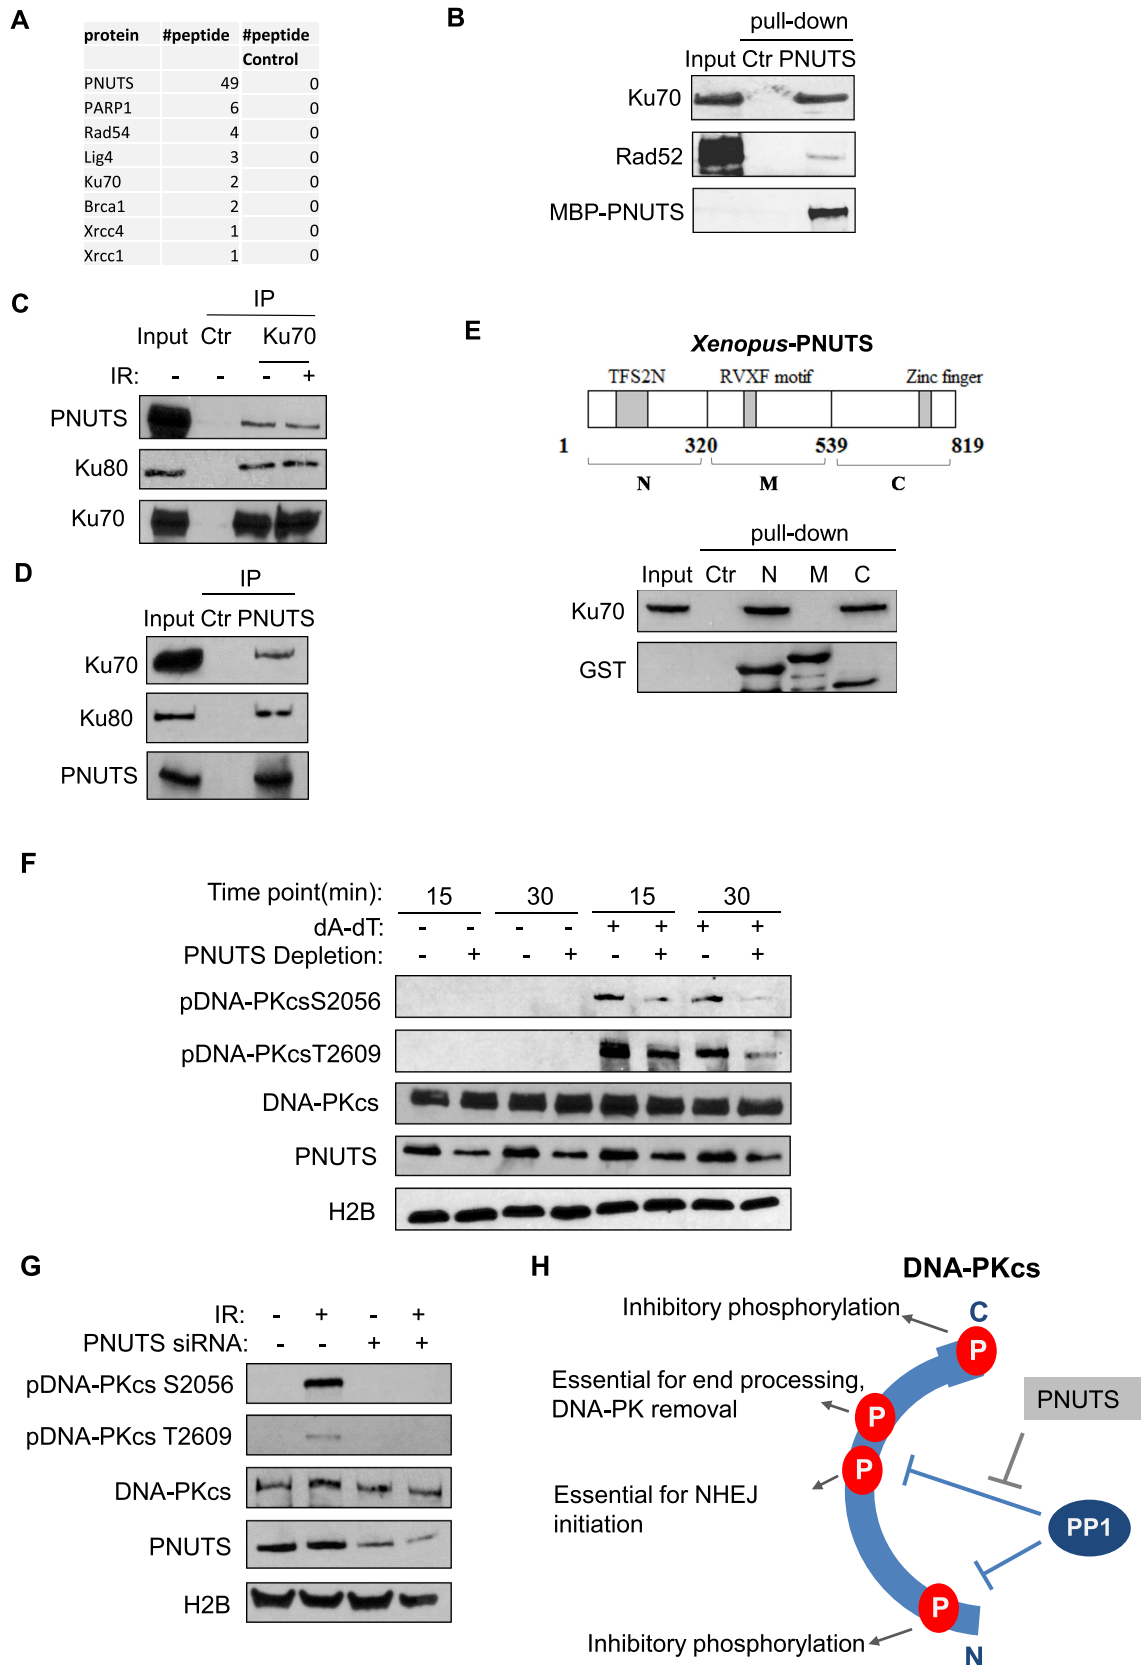 A
protein #peptide #peptide
Control
PNUTS 49 0
PARP1 6 0
Rad54 4 0
Lig4 3 0
Ku70 2 0
Brca1 2 0
Xrcc4 1 0
Xrcc1 1 0
B
pull-down
Input Ctr PNUTS
Ku70
Rad52
MBP-PNUTS
C
IP
Input Ctr Ku70
IR: - - - +
PNUTS
Ku80
Ku70
D
IP
Input Ctr PNUTS
Ku70
Ku80
PNUTS
E
Xenopus-PNUTS
TFS2N RVXF motif Zinc finger
1 320 539 819
N M C
pull-down
Input Ctr N M C
Ku70
GST
F
Time point(min): 15 30 15 30
dA-dT: - - - - + + + +
PNUTS Depletion: - + - + - + - +
pDNA-PKcsS2056
pDNA-PKcsT2609
DNA-PKcs
PNUTS
H2B
G
IR: - + - +
PNUTS siRNA: - - + +
pDNA-PKcs S2056
pDNA-PKcs T2609
DNA-PKcs
PNUTS
H2B
H
DNA-PKcs
Inhibitory phosphorylation
C
P
Essential for end processing,
DNA-PK removal
P
PNUTS
P
Essential for NHEJ
initiation
PP1
P
Inhibitory phosphorylation
N